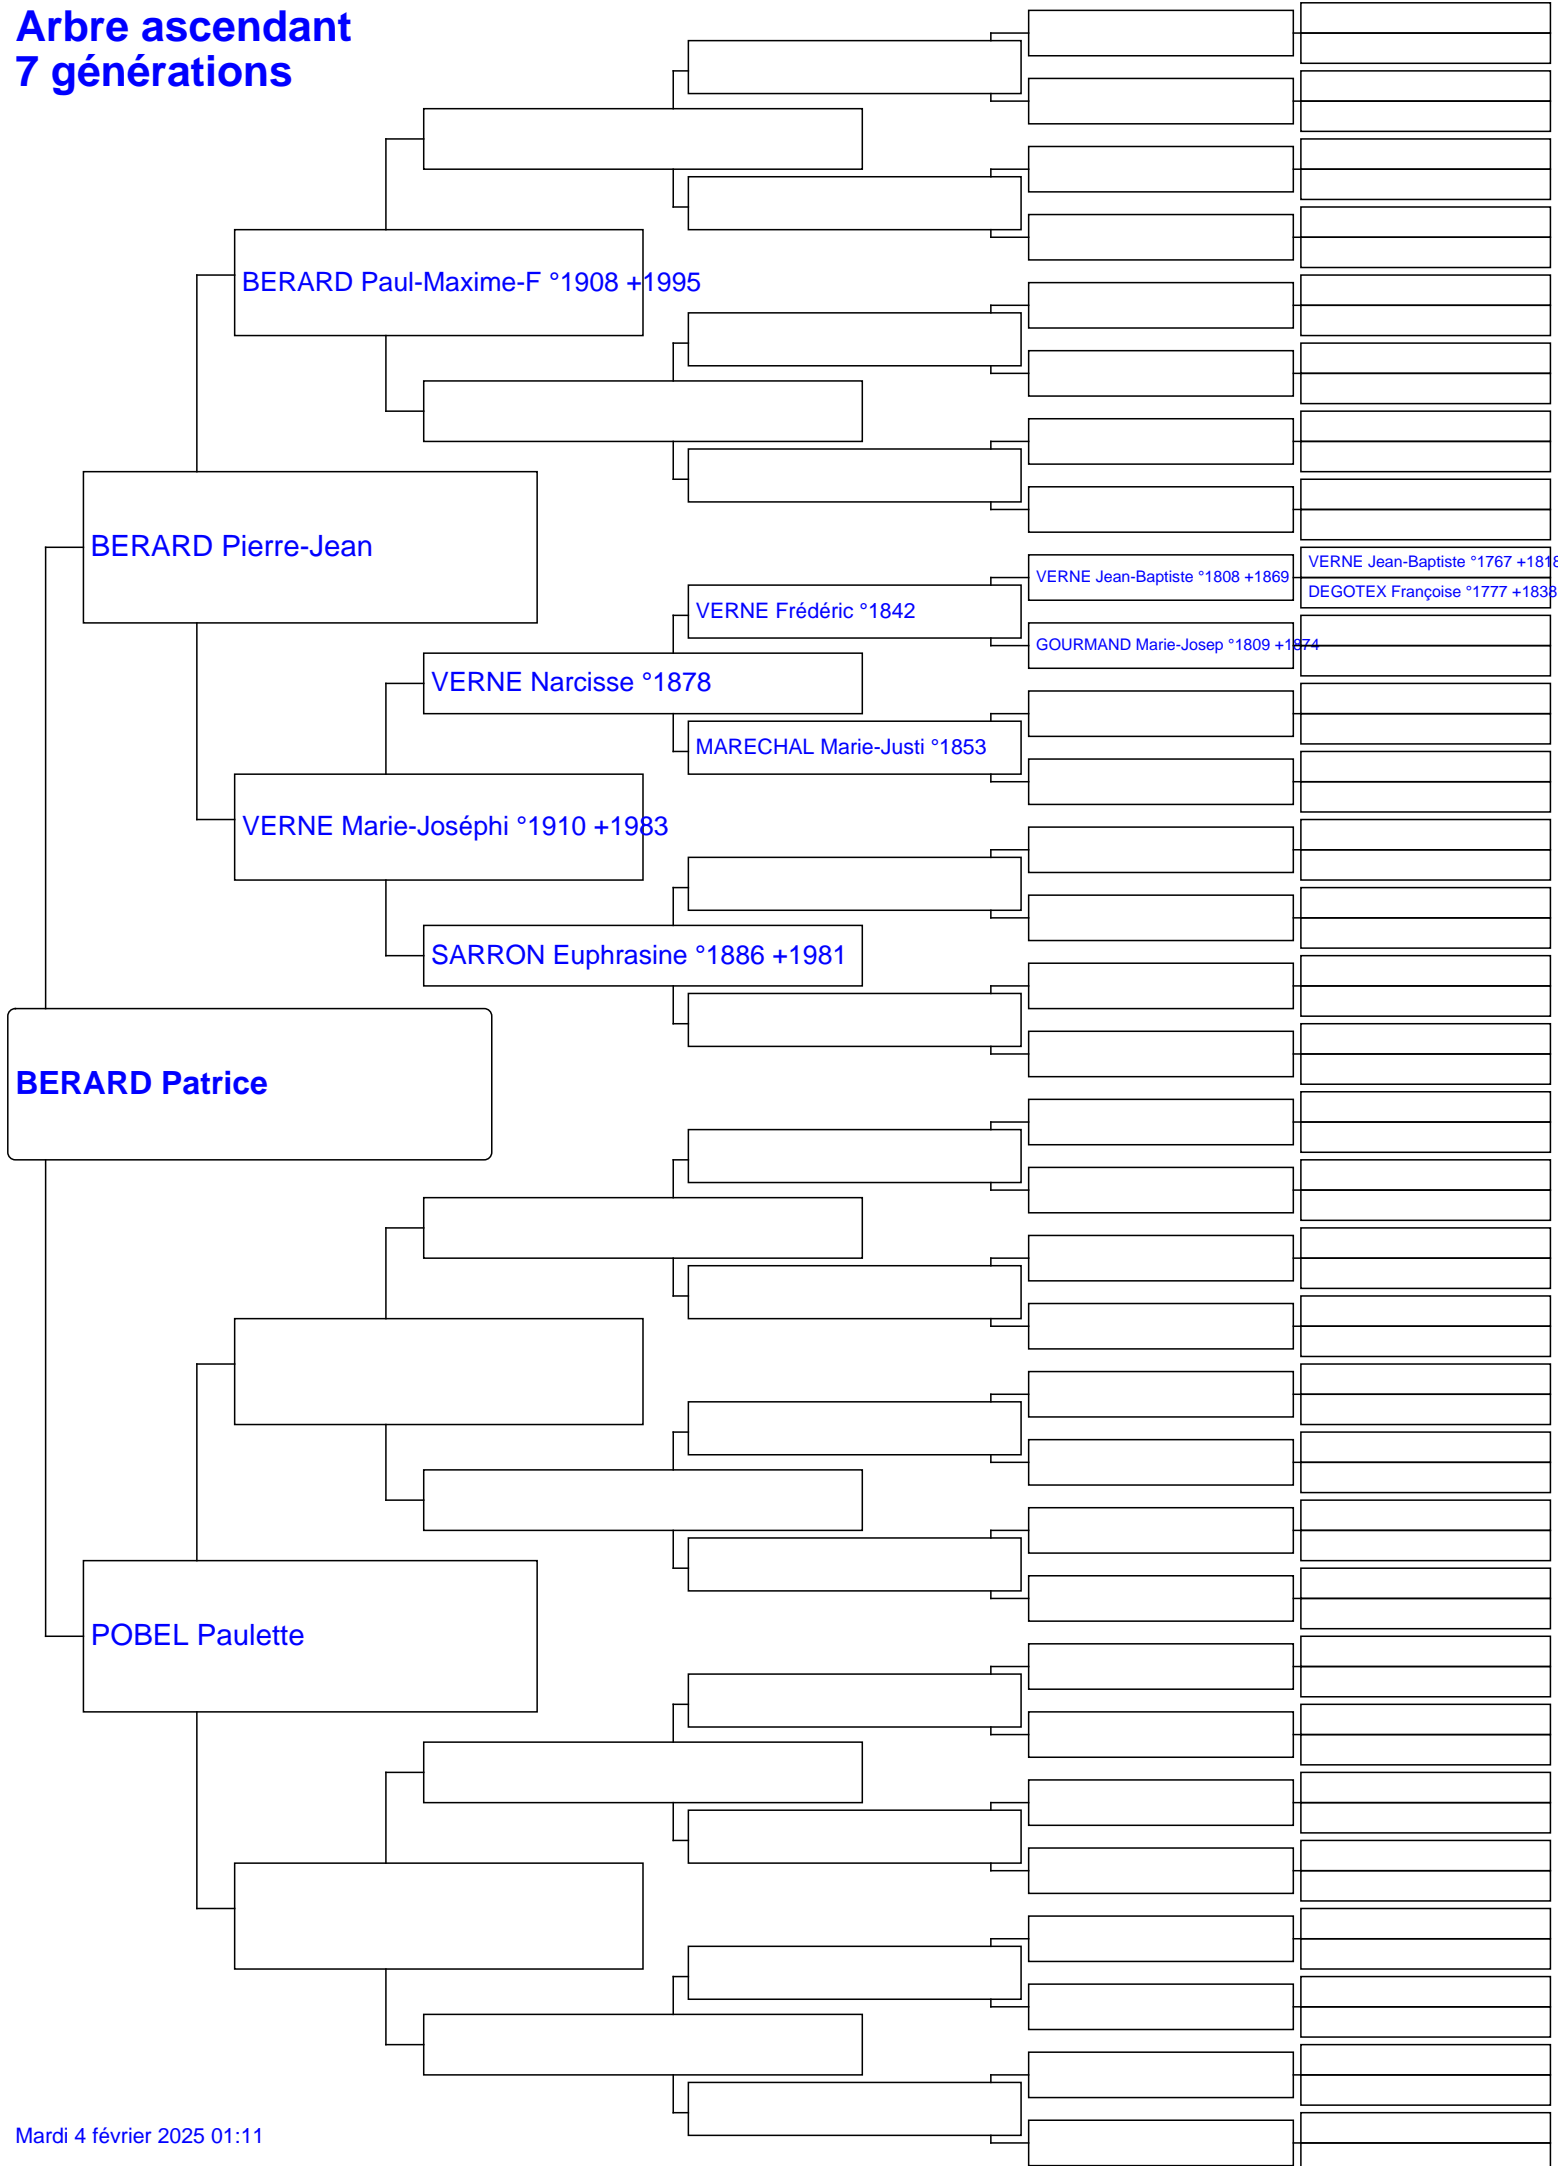 Arbre ascendant
7 générations
BERARD Paul-Maxime-F °1908 +1995
BERARD Pierre-Jean
VERNE Jean-Baptiste °1767 +1818
VERNE Jean-Baptiste °1808 +1869
DEGOTEX Françoise °1777 +1838
VERNE Frédéric °1842
GOURMAND Marie-Josep °1809 +1874
VERNE Narcisse °1878
MARECHAL Marie-Justi °1853
VERNE Marie-Joséphi °1910 +1983
SARRON Euphrasine °1886 +1981
BERARD Patrice
POBEL Paulette
Mardi 4 février 2025 01:11